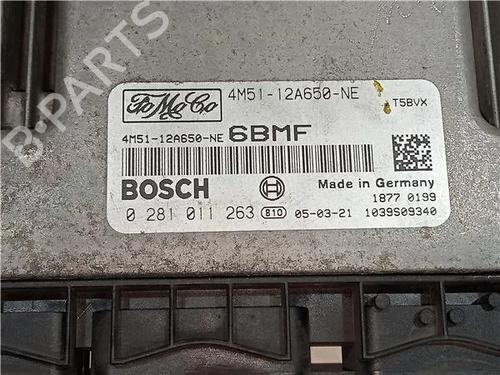 B-PARTS
FoMoCo
4M51-12A650-NE
T5BVX
4M51-12A650-NE 6BMF
BOSCH
Made in Germany
1877 0199
0 281 011 263 B10 05-03-21 1039S09340